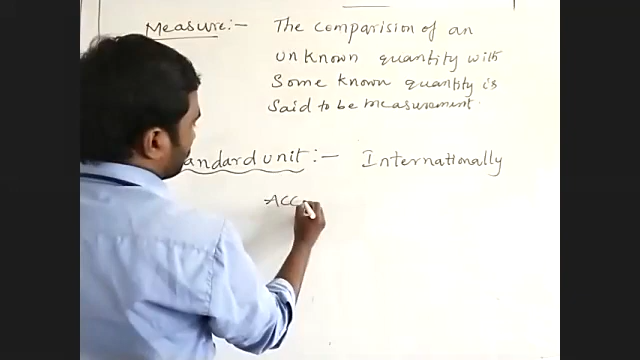 Measure:- The comparision of an
unknown quantity with
Some known quantity is
Said to be measurement.
andard unit :- Internationally
ACC